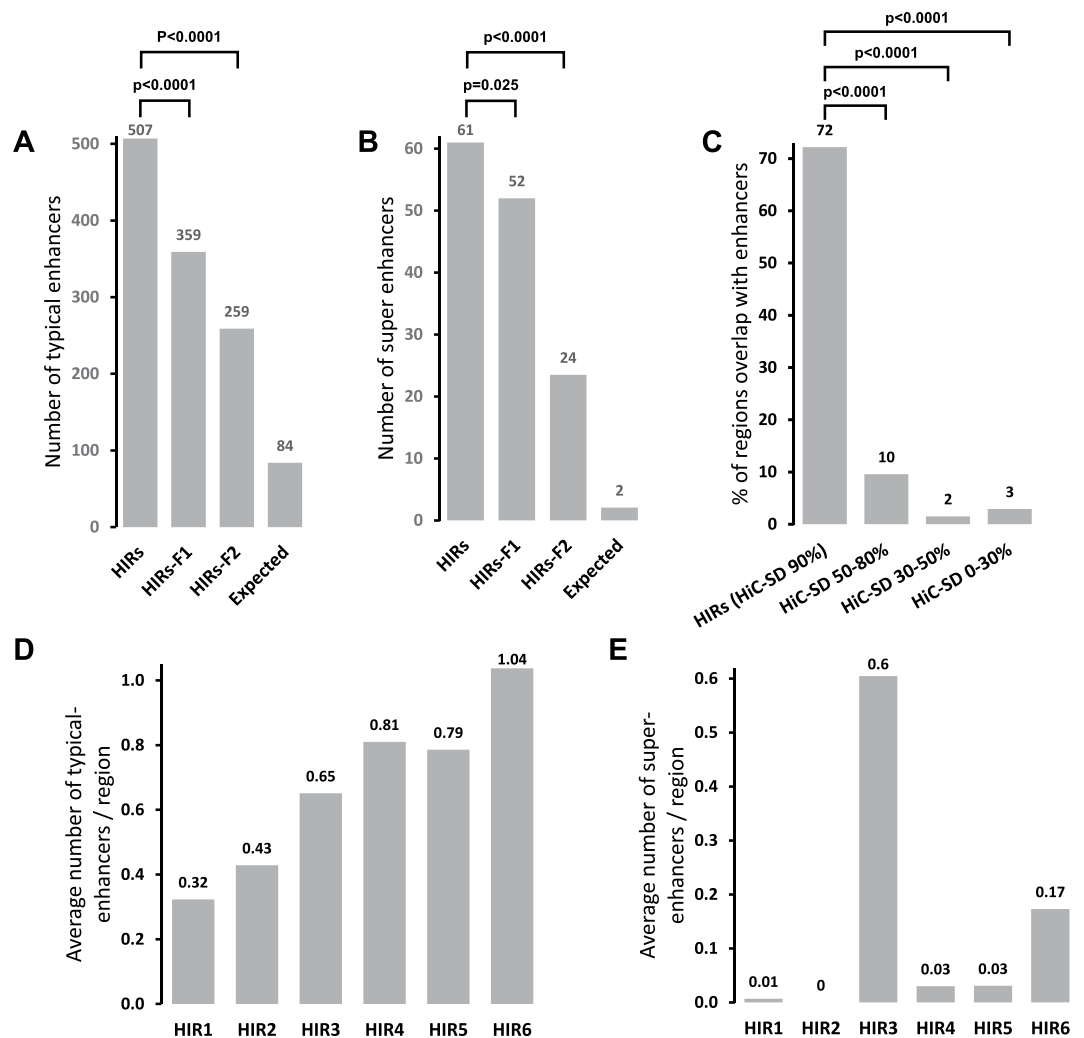 P<0.0001
p<0.0001
A
Number of typical enhancers
500
400
300
200
100
0
507
359
259
84
HIRs
HIRs-F1
HIRs-F2
Expected
p<0.0001
p=0.025
B
Number of super enhancers
60
50
40
30
20
10
0
61
52
24
2
HIRs
HIRs-F1
HIRs-F2
Expected
p<0.0001
p<0.0001
p<0.0001
C
% of regions overlap with enhancers
70
60
50
40
30
20
10
0
72
10
2
3
HIRs (HiC-SD 90%)
HiC-SD 50-80%
HiC-SD 30-50%
HiC-SD 0-30%
D
Average number of typical-
enhancers / region
1.0
0.8
0.6
0.4
0.2
0.0
0.32
0.43
0.65
0.81
0.79
1.04
HIR1
HIR2
HIR3
HIR4
HIR5
HIR6
E
Average number of super-
enhancers / region
0.6
0.5
0.4
0.3
0.2
0.1
0.0
0.01
0
0.6
0.03
0.03
0.17
HIR1
HIR2
HIR3
HIR4
HIR5
HIR6